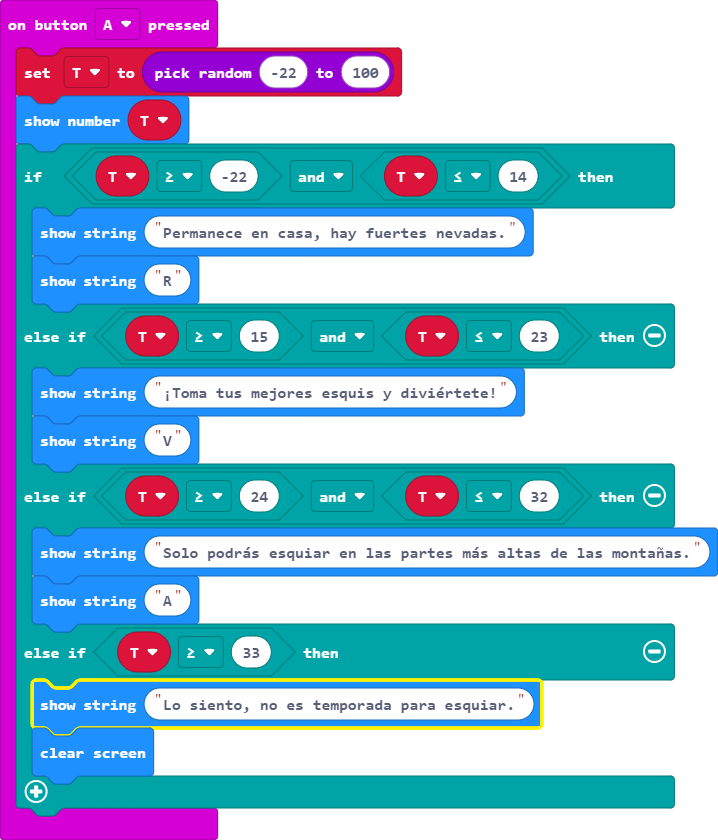 on button A pressed
set T to pick random -22 to 100
show number T
if T ≥ -22 and T ≤ 14 then
show string "Permanece en casa, hay fuertes nevadas."
show string "R"
else if T ≥ 15 and T ≤ 23 then
show string "¡Toma tus mejores esquis y diviértete!"
show string "V"
else if T ≥ 24 and T ≤ 32 then
show string "Solo podrás esquiar en las partes más altas de las montañas."
show string "A"
else if T ≥ 33 then
show string "Lo siento, no es temporada para esquiar."
clear screen